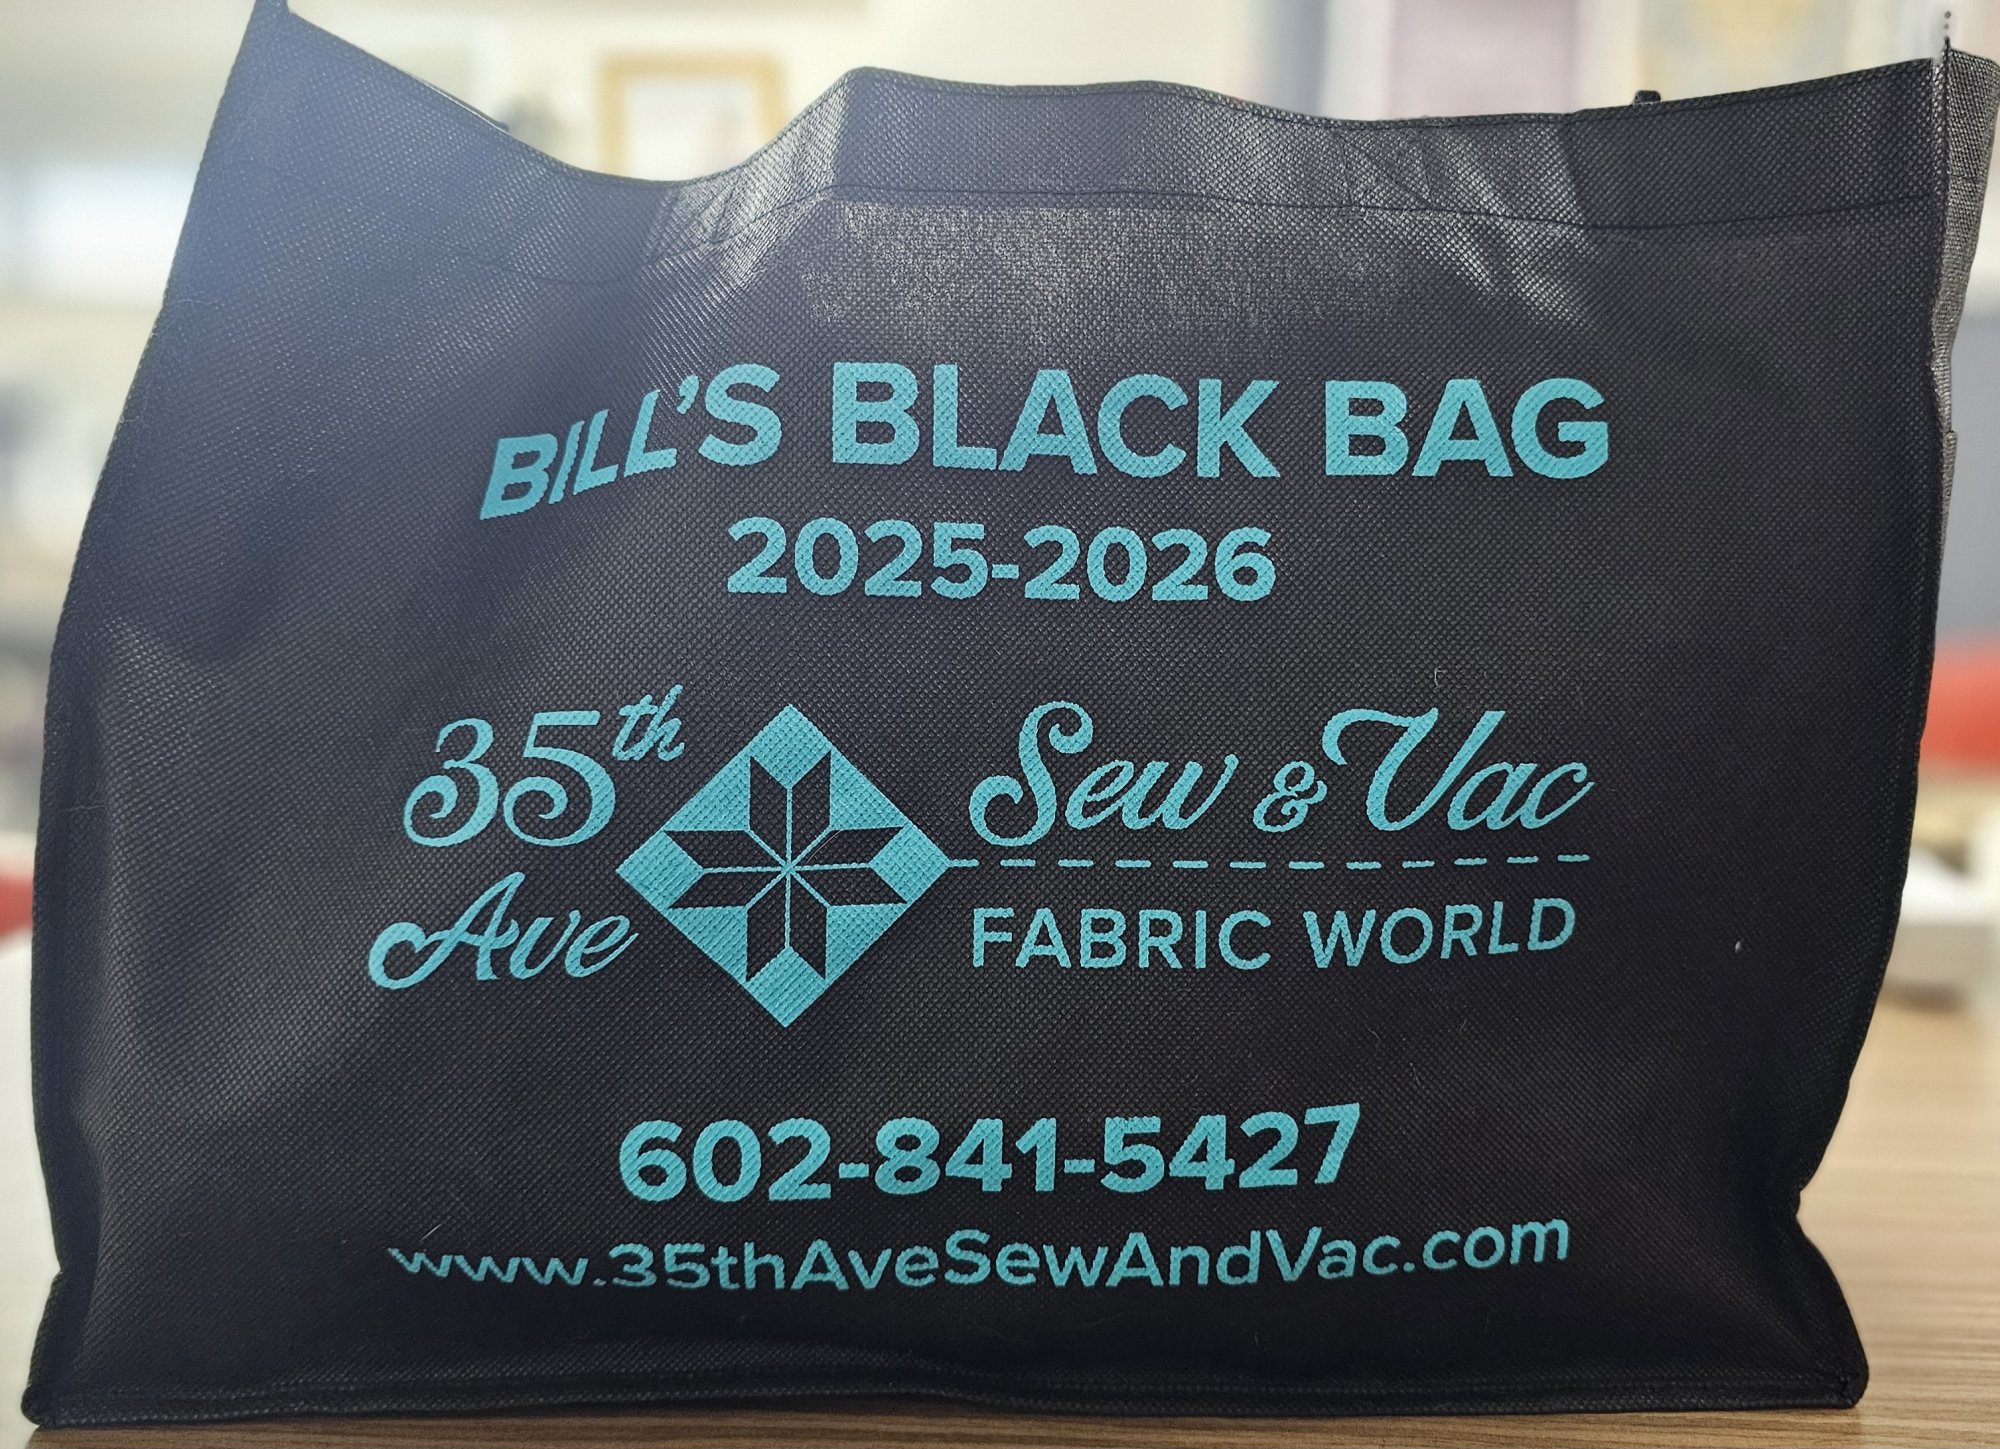 BILL'S BLACK BAG
2025-2026
35th Ave
Sew & Vac
FABRIC WORLD
602-841-5427
www.35thAveSewAndVac.com